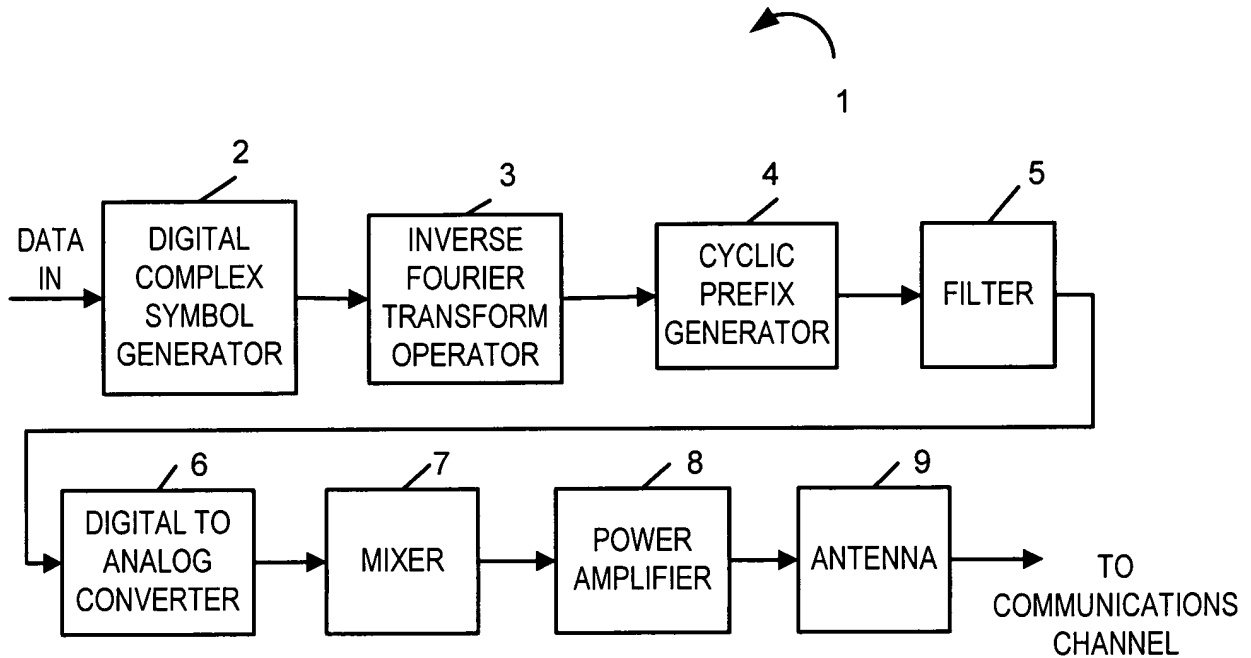 1
2
3
4
5
DATA
IN
DIGITAL
COMPLEX
SYMBOL
GENERATOR
INVERSE
FOURIER
TRANSFORM
OPERATOR
CYCLIC
PREFIX
GENERATOR
FILTER
6
7
8
9
DIGITAL TO
ANALOG
CONVERTER
MIXER
POWER
AMPLIFIER
ANTENNA
TO
COMMUNICATIONS
CHANNEL